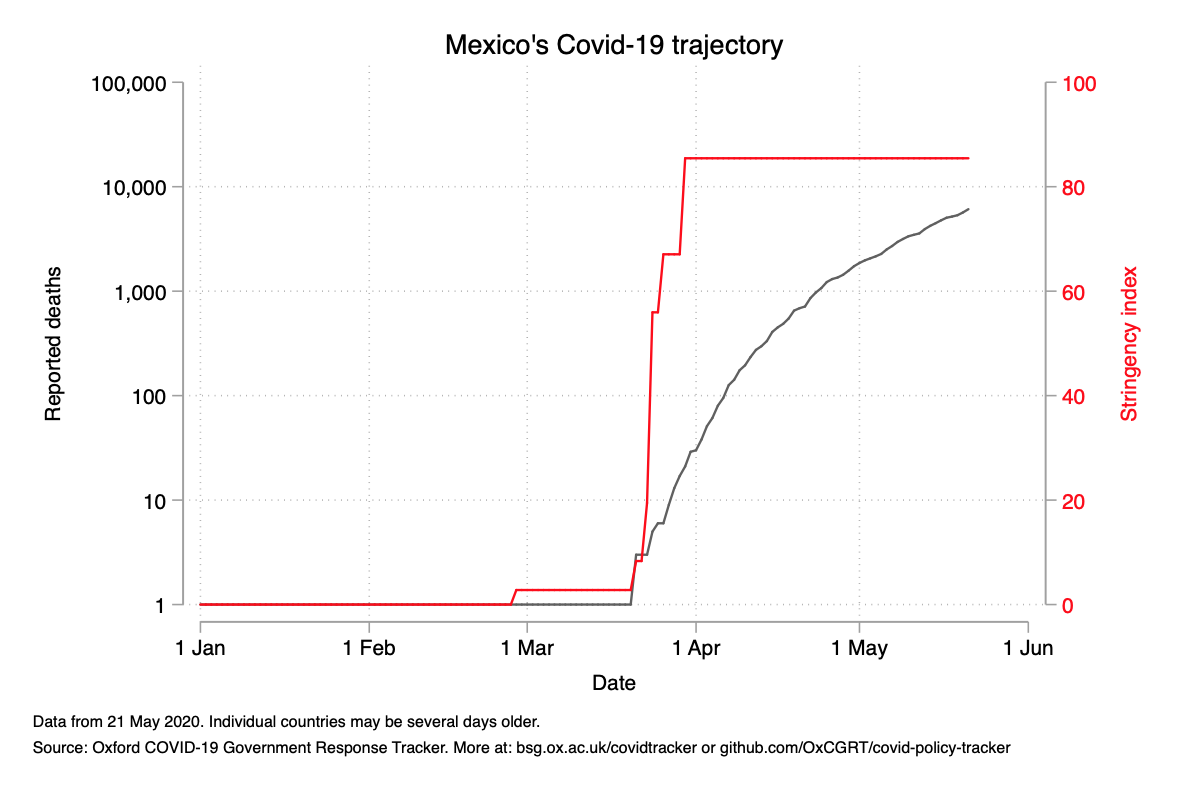 Mexico's Covid-19 trajectory
100,000
10,000
1,000
100
10
1
Reported deaths
100
80
60
40
20
0
Stringency index
1 Jan 1 Feb 1 Mar 1 Apr 1 May 1 Jun
Date
Data from 21 May 2020. Individual countries may be several days older.
Source: Oxford COVID-19 Government Response Tracker. More at: bsg.ox.ac.uk/covidtracker or github.com/OxCGRT/covid-policy-tracker